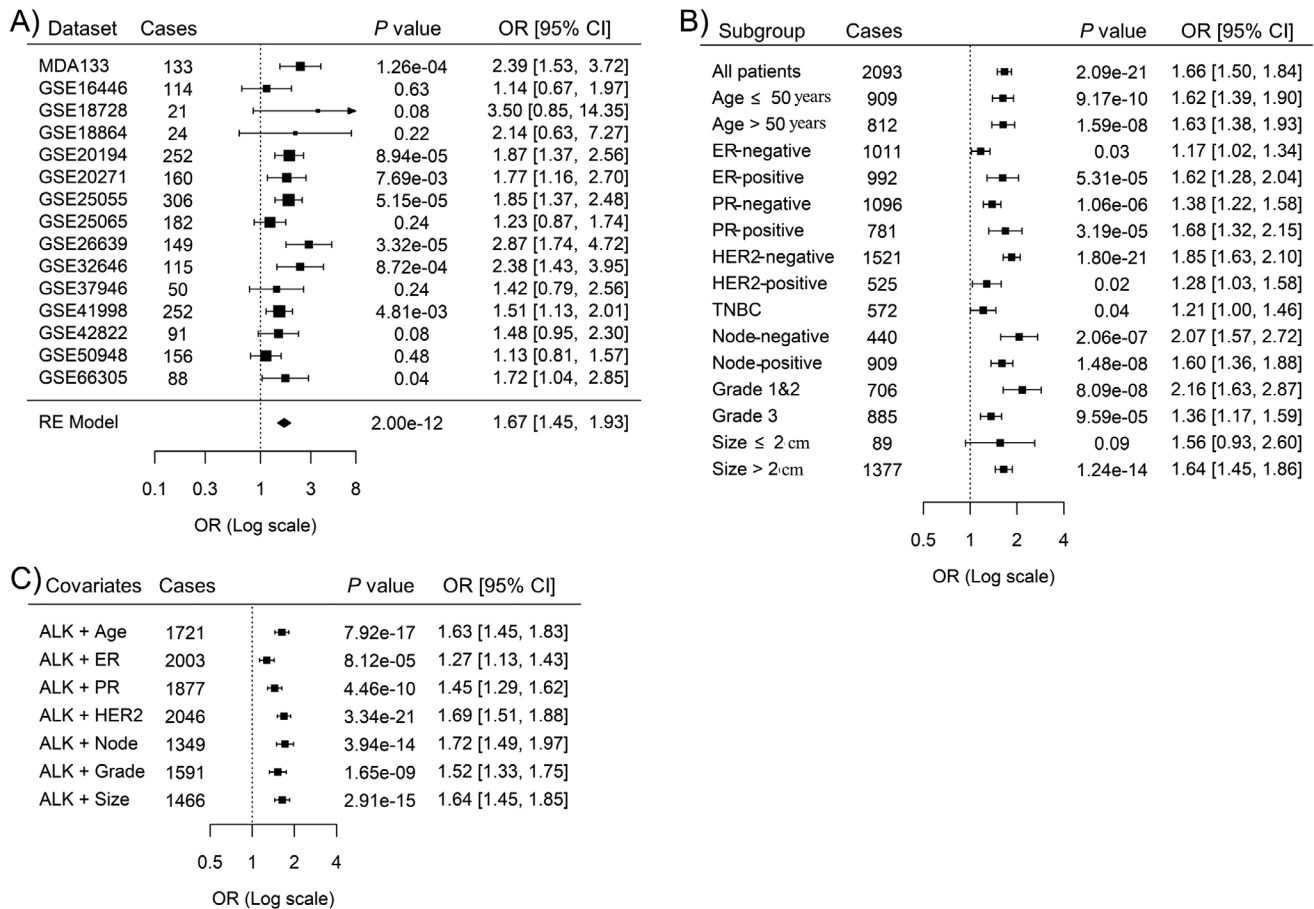 A) Dataset Cases P value OR [95% CI]
MDA133 133 1.26e-04 2.39 [1.53, 3.72]
GSE16446 114 0.63 1.14 [0.67, 1.97]
GSE18728 21 0.08 3.50 [0.85, 14.35]
GSE18864 24 0.22 2.14 [0.63, 7.27]
GSE20194 252 8.94e-05 1.87 [1.37, 2.56]
GSE20271 160 7.69e-03 1.77 [1.16, 2.70]
GSE25055 306 5.15e-05 1.85 [1.37, 2.48]
GSE25065 182 0.24 1.23 [0.87, 1.74]
GSE26639 149 3.32e-05 2.87 [1.74, 4.72]
GSE32646 115 8.72e-04 2.38 [1.43, 3.95]
GSE37946 50 0.24 1.42 [0.79, 2.56]
GSE41998 252 4.81e-03 1.51 [1.13, 2.01]
GSE42822 91 0.08 1.48 [0.95, 2.30]
GSE50948 156 0.48 1.13 [0.81, 1.57]
GSE66305 88 0.04 1.72 [1.04, 2.85]
RE Model 2.00e-12 1.67 [1.45, 1.93]
0.1 0.3 1 3 8
OR (Log scale)
B) Subgroup Cases P value OR [95% CI]
All patients 2093 2.09e-21 1.66 [1.50, 1.84]
Age ≤ 50 years 909 9.17e-10 1.62 [1.39, 1.90]
Age > 50 years 812 1.59e-08 1.63 [1.38, 1.93]
ER-negative 1011 0.03 1.17 [1.02, 1.34]
ER-positive 992 5.31e-05 1.62 [1.28, 2.04]
PR-negative 1096 1.06e-06 1.38 [1.22, 1.58]
PR-positive 781 3.19e-05 1.68 [1.32, 2.15]
HER2-negative 1521 1.80e-21 1.85 [1.63, 2.10]
HER2-positive 525 0.02 1.28 [1.03, 1.58]
TNBC 572 0.04 1.21 [1.00, 1.46]
Node-negative 440 2.06e-07 2.07 [1.57, 2.72]
Node-positive 909 1.48e-08 1.60 [1.36, 1.88]
Grade 1&2 706 8.09e-08 2.16 [1.63, 2.87]
Grade 3 885 9.59e-05 1.36 [1.17, 1.59]
Size ≤ 2 cm 89 0.09 1.56 [0.93, 2.60]
Size > 2 cm 1377 1.24e-14 1.64 [1.45, 1.86]
0.5 1 2 4
OR (Log scale)
C) Covariates Cases P value OR [95% CI]
ALK + Age 1721 7.92e-17 1.63 [1.45, 1.83]
ALK + ER 2003 8.12e-05 1.27 [1.13, 1.43]
ALK + PR 1877 4.46e-10 1.45 [1.29, 1.62]
ALK + HER2 2046 3.34e-21 1.69 [1.51, 1.88]
ALK + Node 1349 3.94e-14 1.72 [1.49, 1.97]
ALK + Grade 1591 1.65e-09 1.52 [1.33, 1.75]
ALK + Size 1466 2.91e-15 1.64 [1.45, 1.85]
0.5 1 2 4
OR (Log scale)